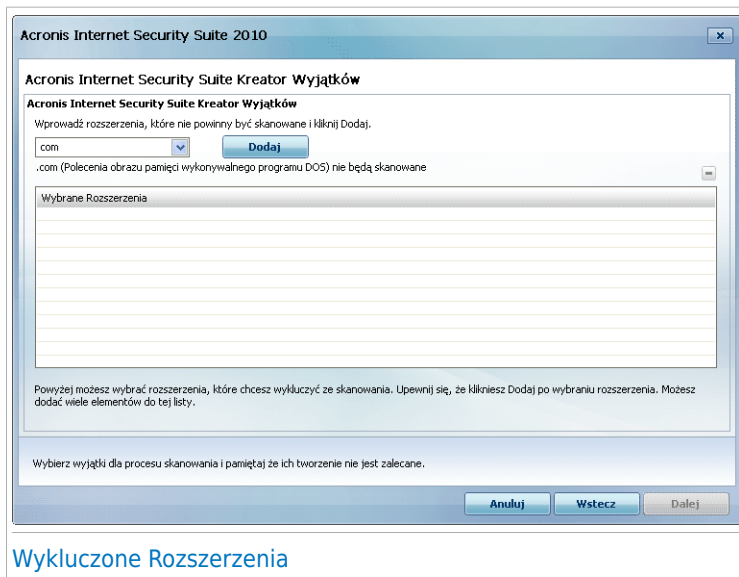 Acronis Internet Security Suite 2010
Acronis Internet Security Suite Kreator Wyjątków
Acronis Internet Security Suite Kreator Wyjątków
Wprowadź rozszerzenia, które nie powinny być skanowane i kliknij Dodaj.
com
Dodaj
.com (Polecenia obrazu pamięci wykonywalnego programu DOS) nie będą skanowane
Wybrane Rozszerzenia
Powyżej możesz wybrać rozszerzenia, które chcesz wykluczyć ze skanowania. Upewnij się, że klikniesz Dodaj po wybraniu rozszerzenia. Możesz
dodać wiele elementów do tej listy.
Wybierz wyjątki dla procesu skanowania i pamiętaj że ich tworzenie nie jest zalecane.
Anuluj
Wstecz
Dalej
Wykluczone Rozszerzenia